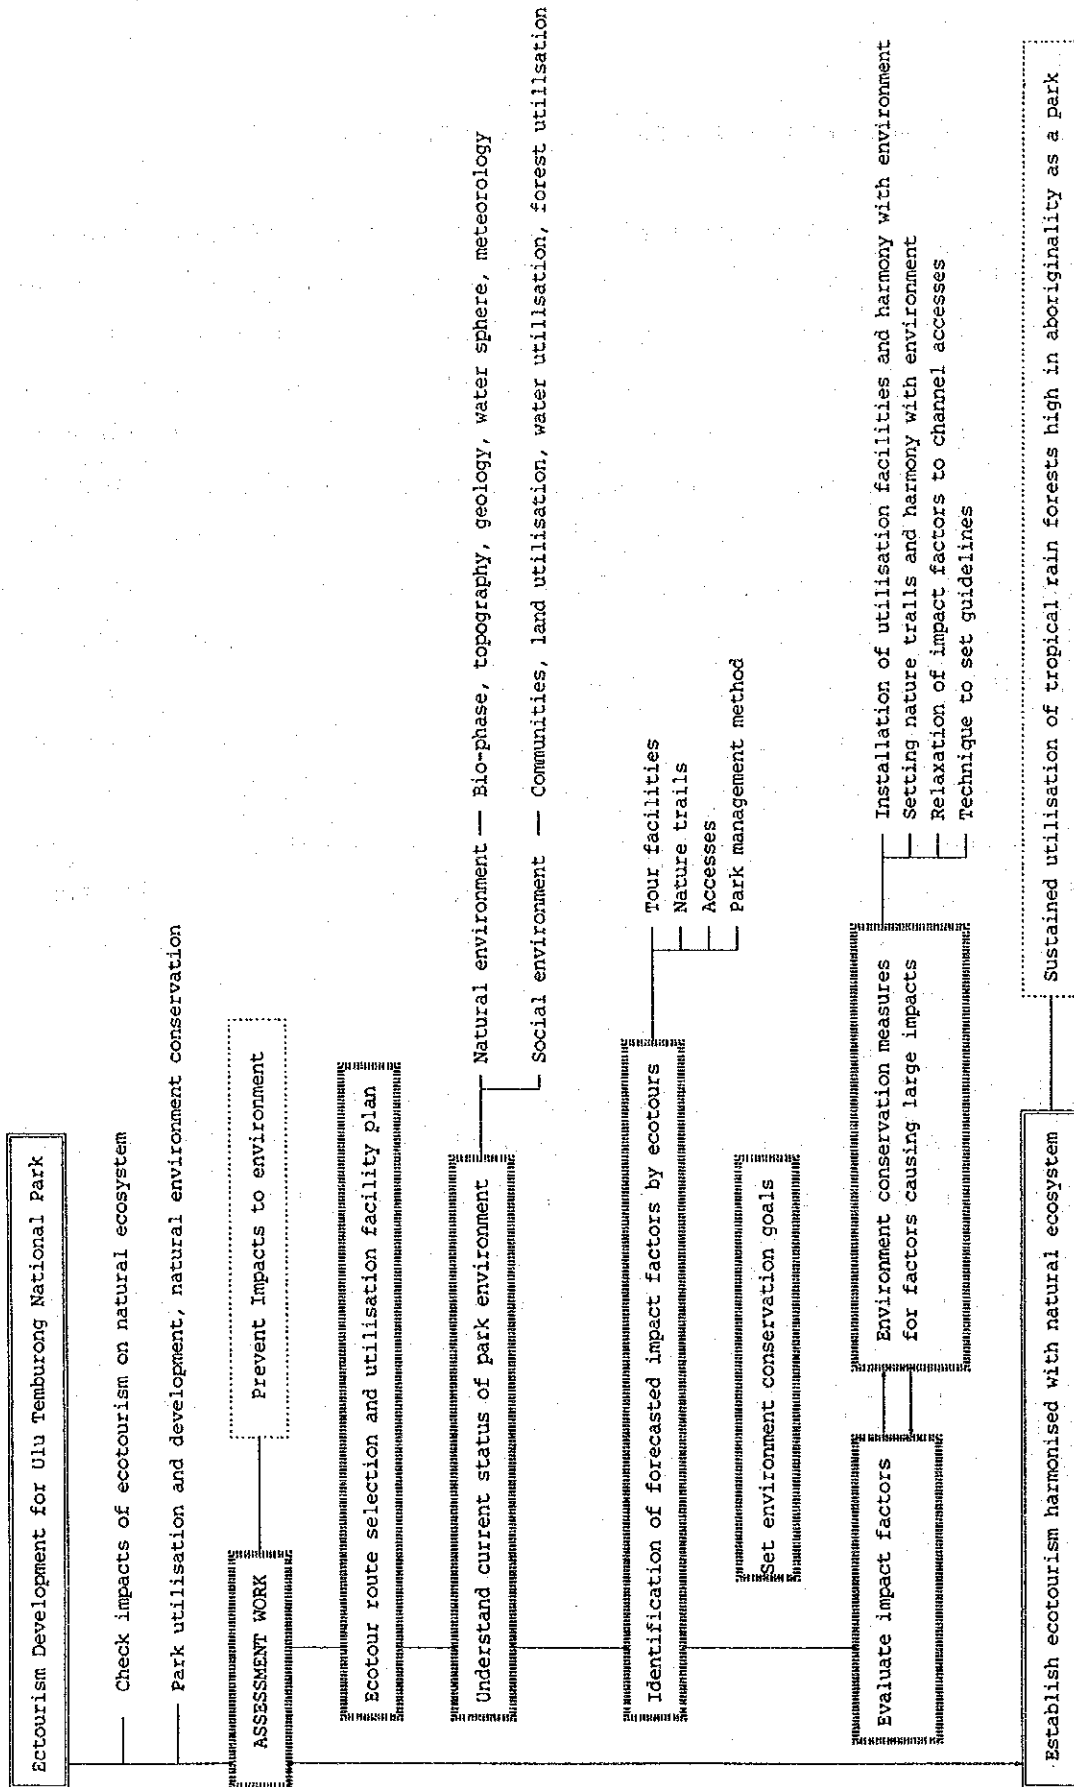 Ectourism Development for Ulu Temburong National Park
Check impacts of ecotourism on natural ecosystem
Park utilisation and development, natural environment conservation
ASSESSMENT WORK
Prevent Impacts to environment
Ecotour route selection and utilisation facility plan
Understand current status of park environment
Natural environment — Bio-phase, topography, geology, water sphere, meteorology
Social environment — Communities, land utilisation, water utilisation, forest utilisation
Identification of forecasted impact factors by ecotours
Tour facilities
Nature trails
Accesses
Park management method
Set environment conservation goals
Evaluate impact factors
Environment conservation measures
for factors causing large impacts
Installation of utilisation facilities and harmony with environment
Setting nature trails and harmony with environment
Relaxation of impact factors to channel accesses
Technique to set guidelines
Establish ecotourism harmonised with natural ecosystem
Sustained utilisation of tropical rain forests high in aboriginality as a park